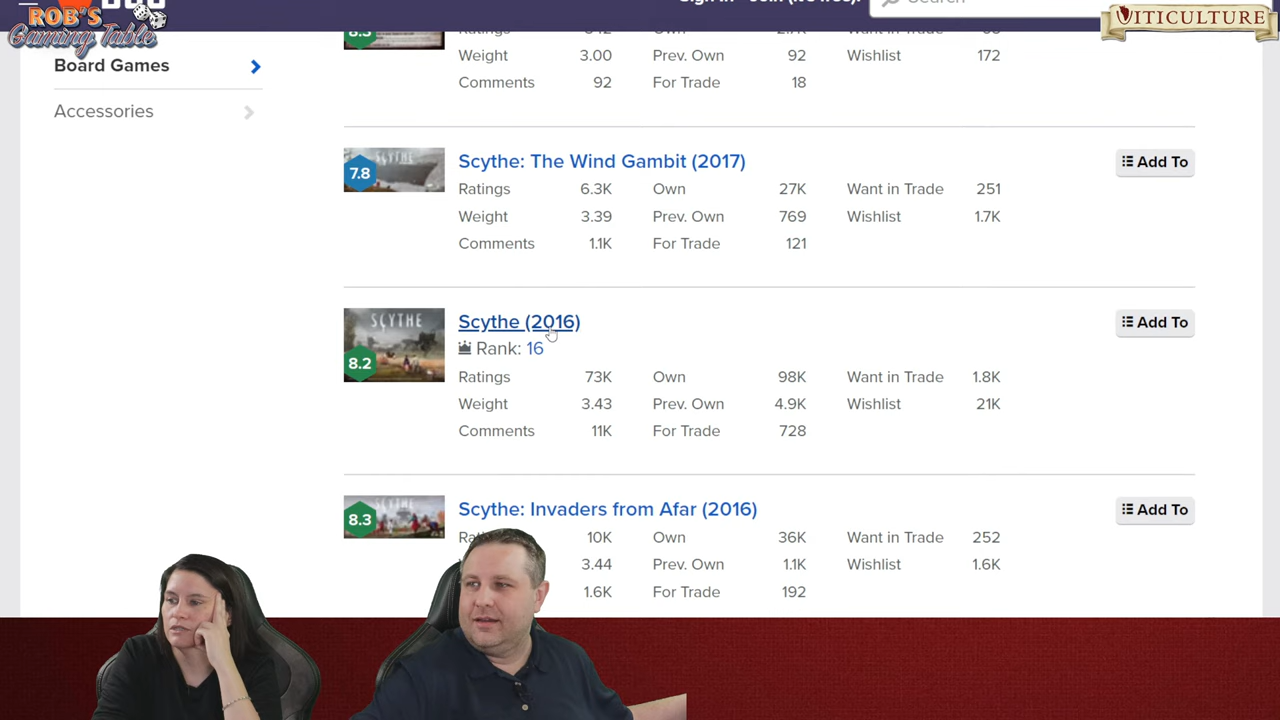 ROB'S
Gaming Table
VITICULTURE
Board Games
Accessories
8.3
Weight 3.00 Prev. Own 92 Wishlist 172
Comments 92 For Trade 18
7.8
SCYTHE
Scythe: The Wind Gambit (2017)
Add To
Ratings 6.3K Own 27K Want in Trade 251
Weight 3.39 Prev. Own 769 Wishlist 1.7K
Comments 1.1K For Trade 121
SCYTHE
8.2
Scythe (2016)
Add To
Rank: 16
Ratings 73K Own 98K Want in Trade 1.8K
Weight 3.43 Prev. Own 4.9K Wishlist 21K
Comments 11K For Trade 728
SCYTHE
8.3
Scythe: Invaders from Afar (2016)
Add To
10K Own 36K Want in Trade 252
3.44 Prev. Own 1.1K Wishlist 1.6K
1.6K For Trade 192